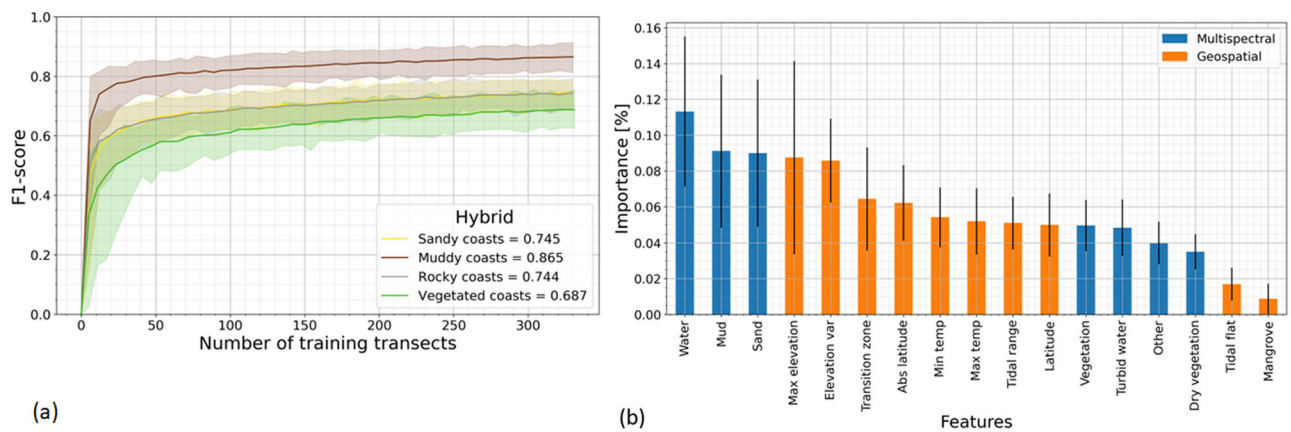 1.0
0.8
0.6
0.4
0.2
0.0
F1-score
0
50
100
150
200
250
300
Number of training transects
Hybrid
Sandy coasts = 0.745
Muddy coasts = 0.865
Rocky coasts = 0.744
Vegetated coasts = 0.687
(a)
0.16
0.14
0.12
0.10
0.08
0.06
0.04
0.02
0.00
Importance [%]
Multispectral
Geospatial
Water
Mud
Sand
Max elevation
Elevation var
Transition zone
Abs latitude
Min temp
Max temp
Tidal range
Latitude
Vegetation
Turbid water
Other
Dry vegetation
Tidal flat
Mangrove
Features
(b)